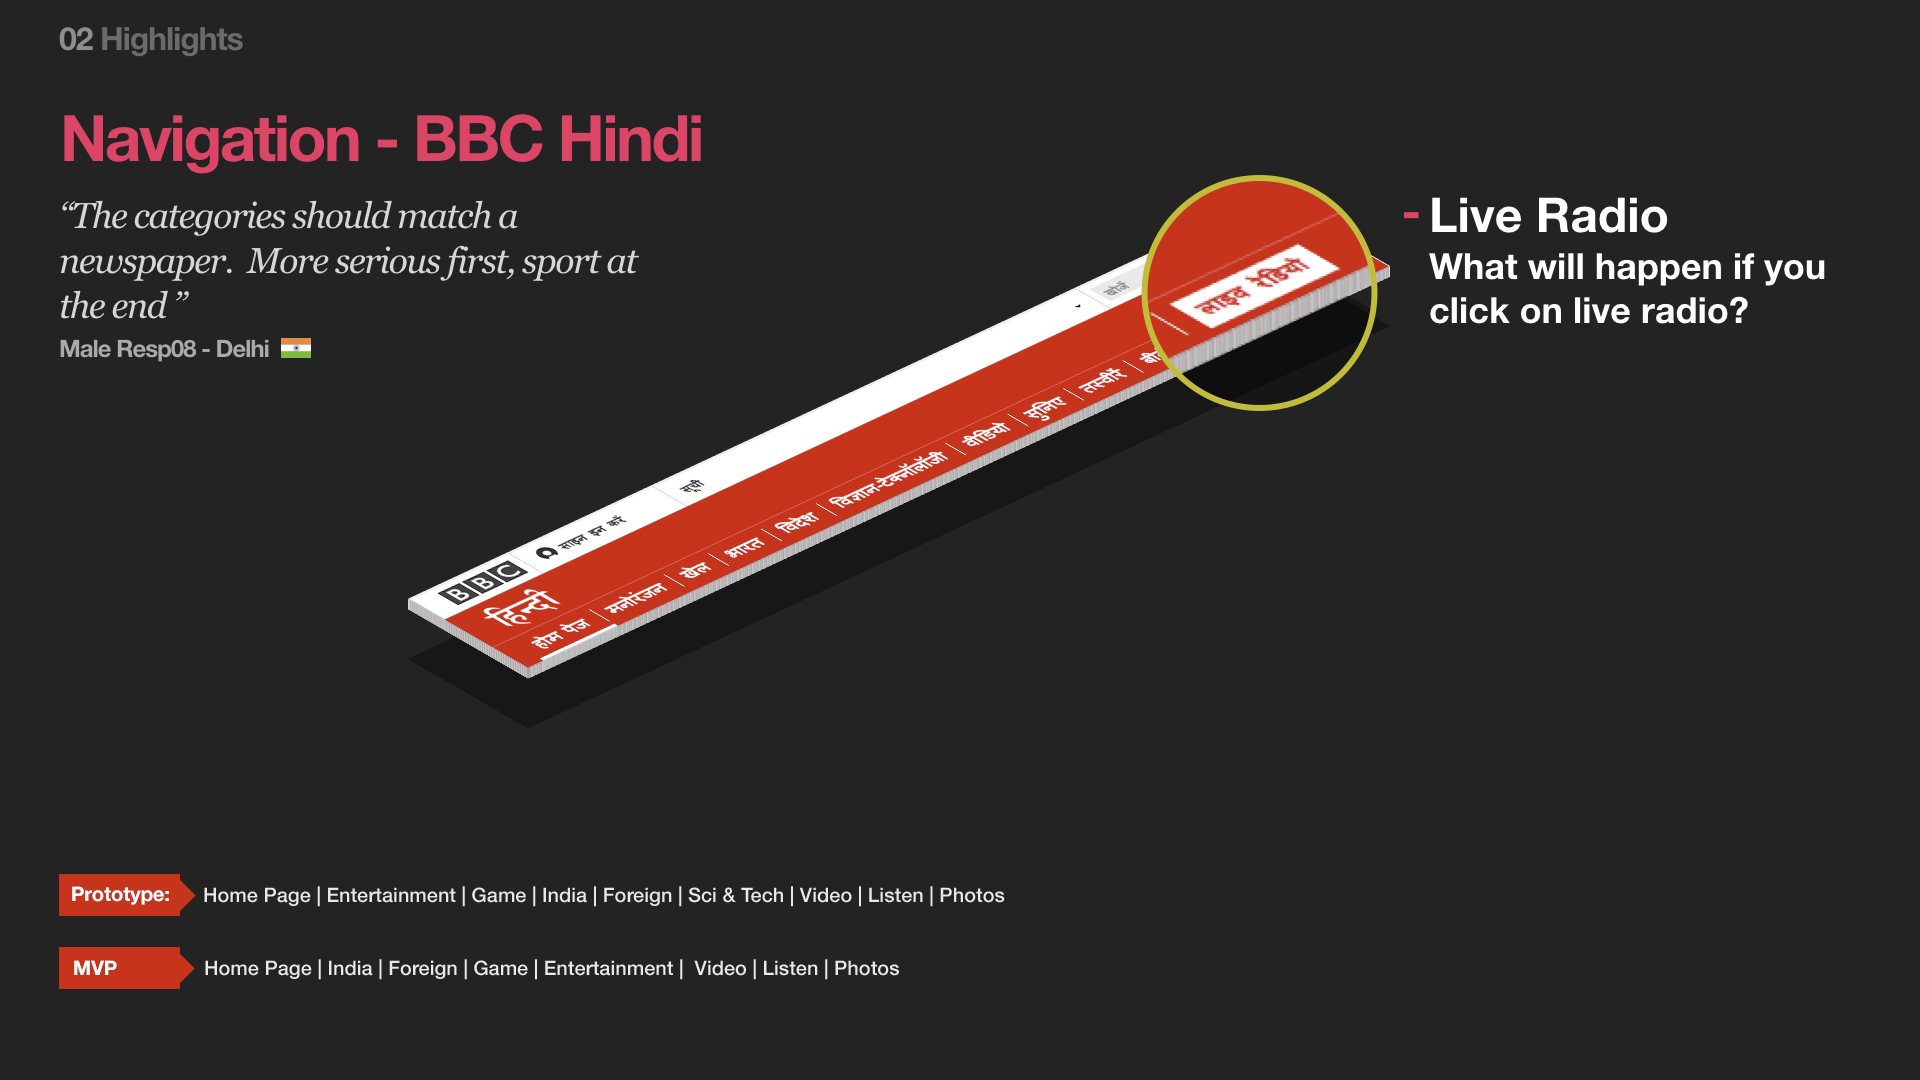 02 Highlights
Navigation - BBC Hindi
“The categories should match a
newspaper. More serious first, sport at
the end ”
Male Resp08 - Delhi
- Live Radio
What will happen if you
click on live radio?
BBC
साइन इन करें
सूची
खोजें
हिन्दी
होम पेज | मनोरंजन | खेल | भारत | विदेश | विज्ञान-टेक्नॉलॉजी | वीडियो | सुनिए | तस्वीरें |
लाइव रेडियो
Prototype: Home Page | Entertainment | Game | India | Foreign | Sci & Tech | Video | Listen | Photos
MVP Home Page | India | Foreign | Game | Entertainment | Video | Listen | Photos